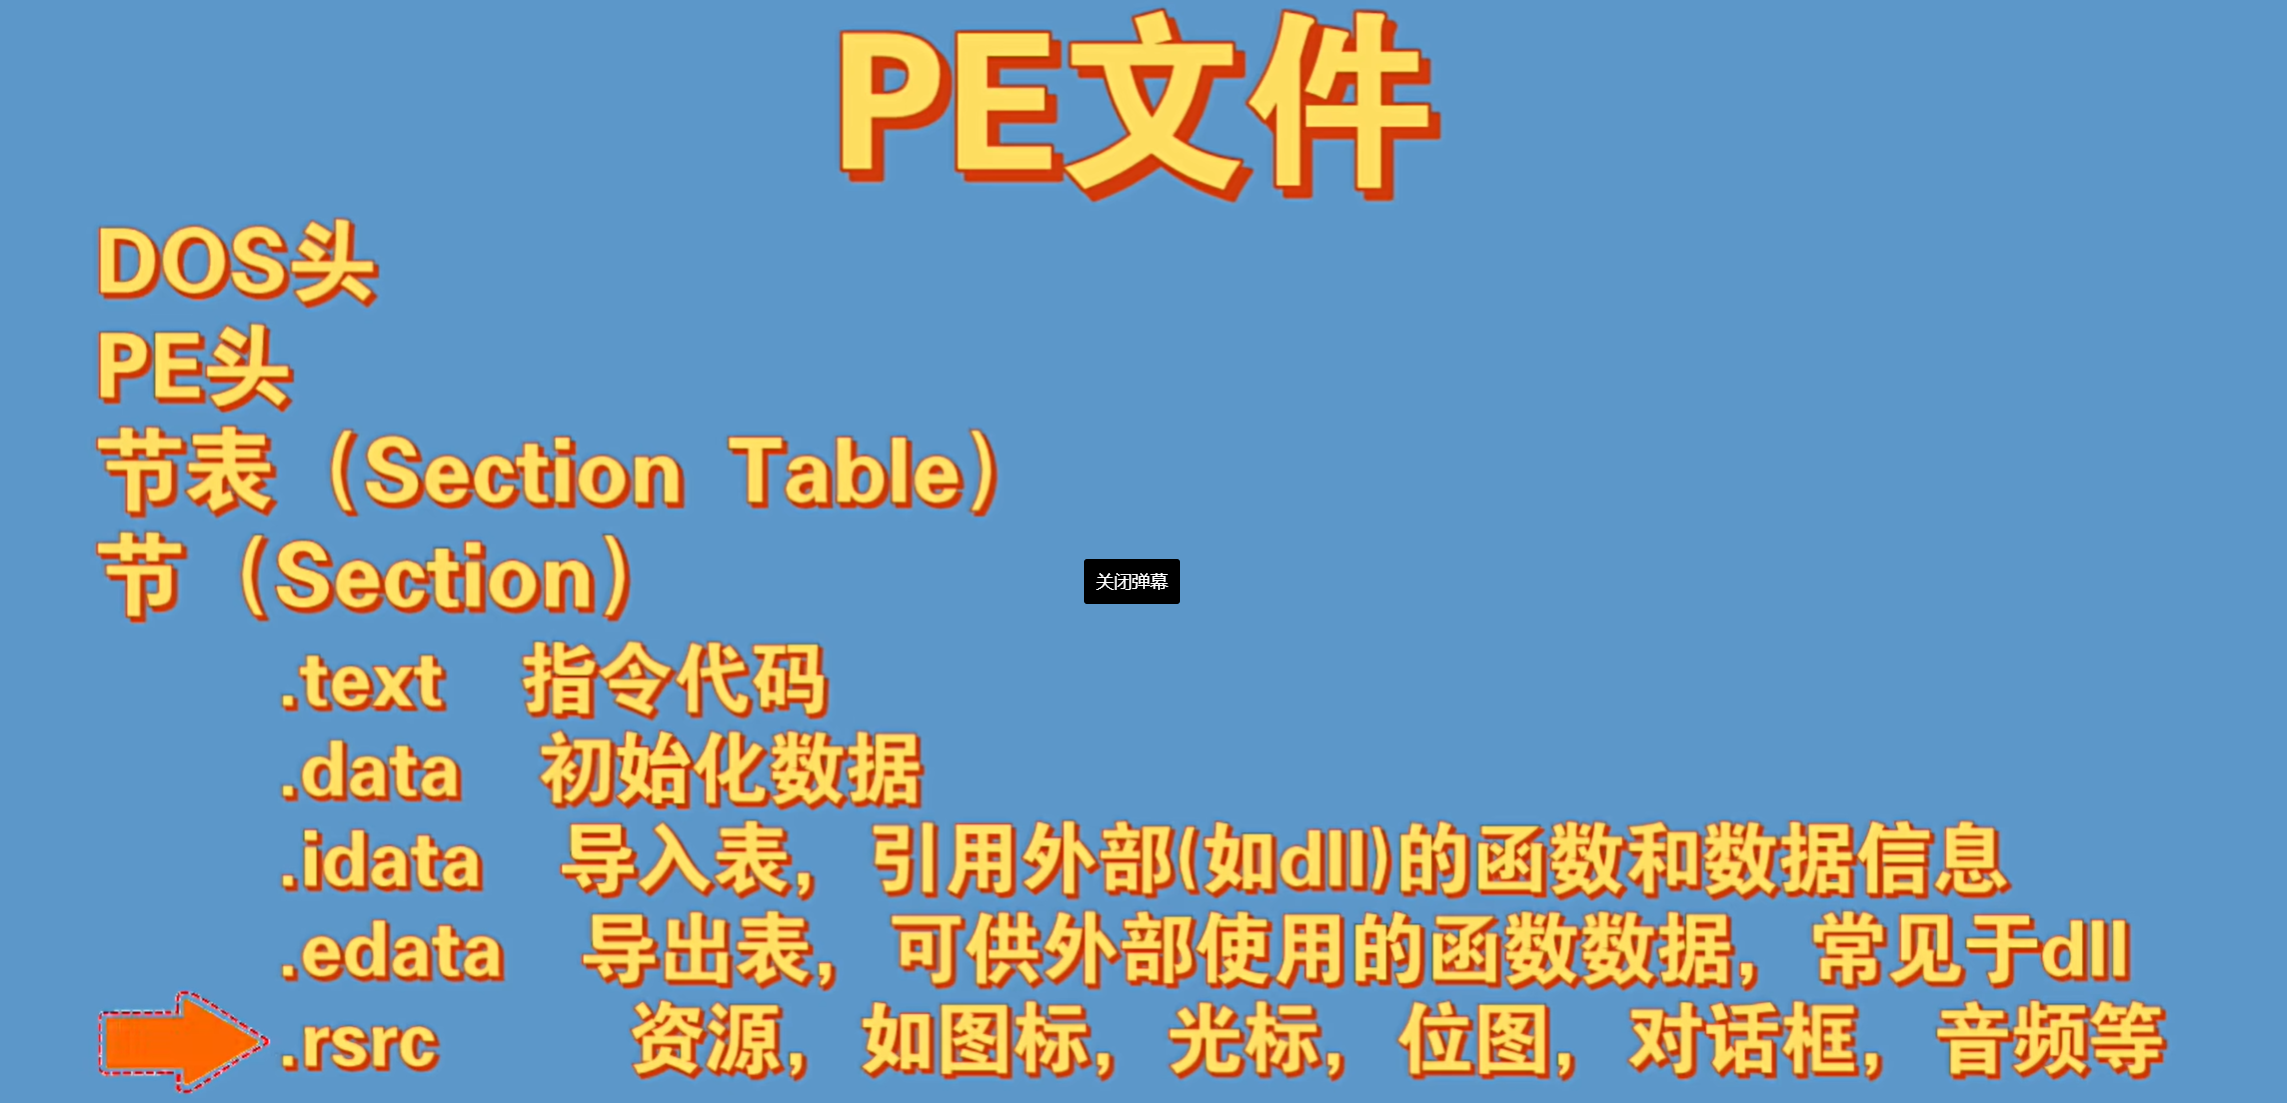 PE文件
DOS头
PE头
节表（Section Table）
节（Section）
关闭弹幕
.text 指令代码
.data 初始化数据
.idata 导入表，引用外部(如dll)的函数和数据信息
.edata 导出表，可供外部使用的函数数据，常见于dll
.rsrc 资源，如图标，光标，位图，对话框，音频等